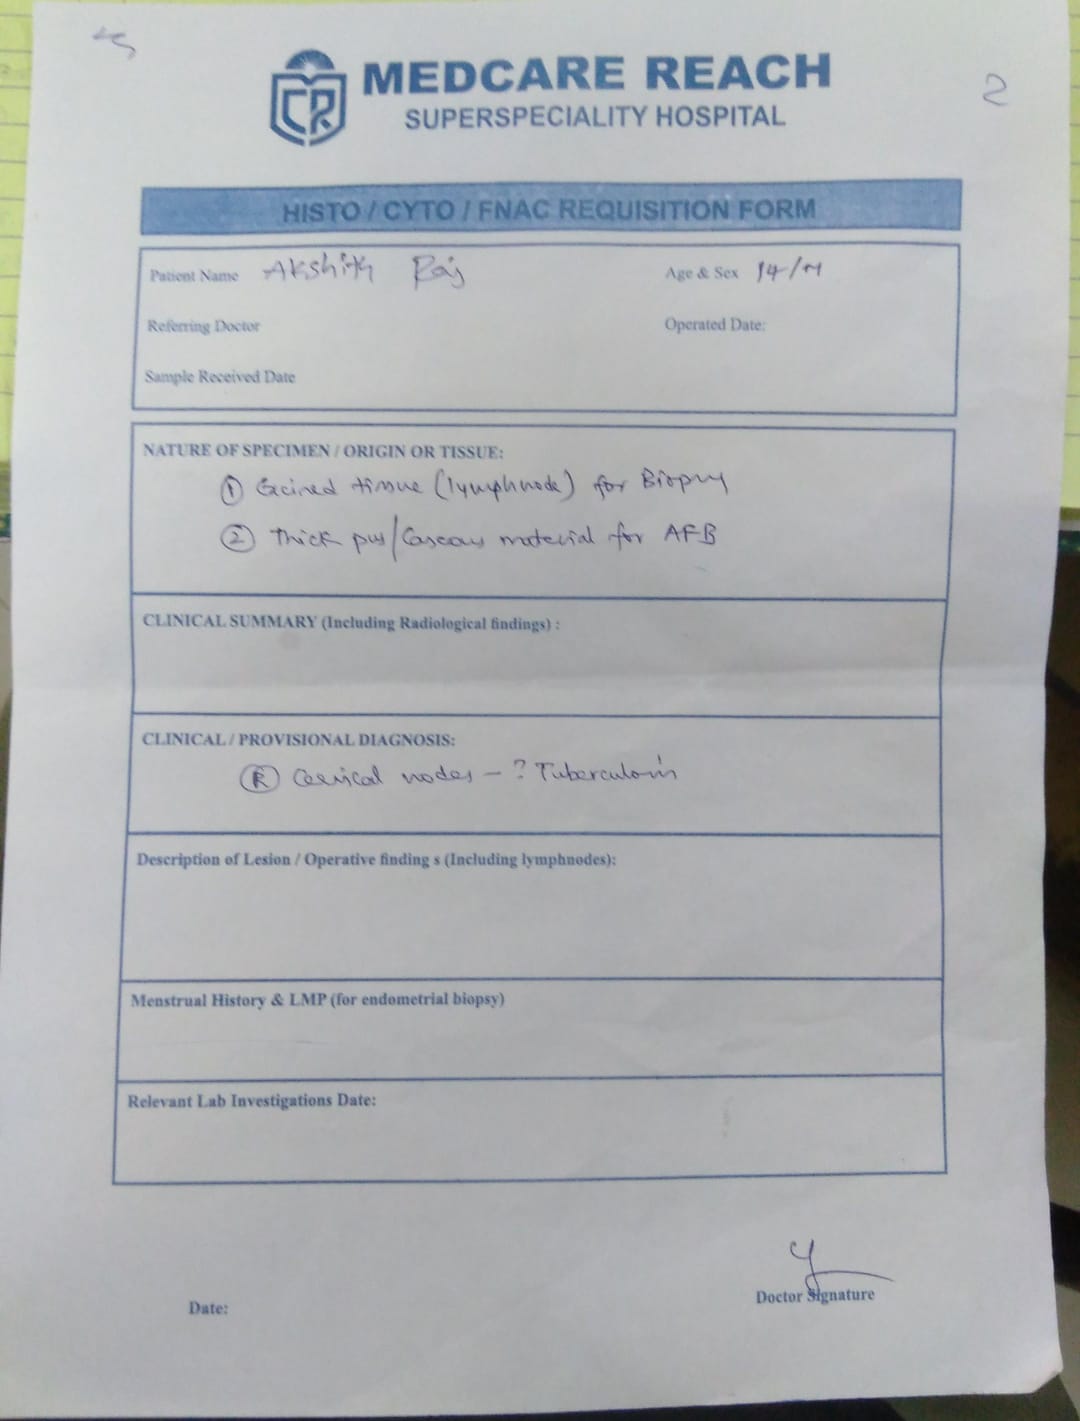 MEDCARE REACH
SUPERSPECIALITY HOSPITAL
2
HISTO / CYTO / FNAC REQUISITION FORM
Patient Name Akshith Raj Age & Sex 14/M
Referring Doctor Operated Date:
Sample Received Date
NATURE OF SPECIMEN / ORIGIN OR TISSUE:
① Excised tissue (lymphnode) for Biopsy
② Thick pus/Caseous material for AFB
CLINICAL SUMMARY (Including Radiological findings) :
CLINICAL / PROVISIONAL DIAGNOSIS:
Ⓡ Cervical nodes - ? Tuberculosis
Description of Lesion / Operative finding s (Including lymphnodes):
Menstrual History & LMP (for endometrial biopsy)
Relevant Lab Investigations Date:
Doctor Signature
Date: